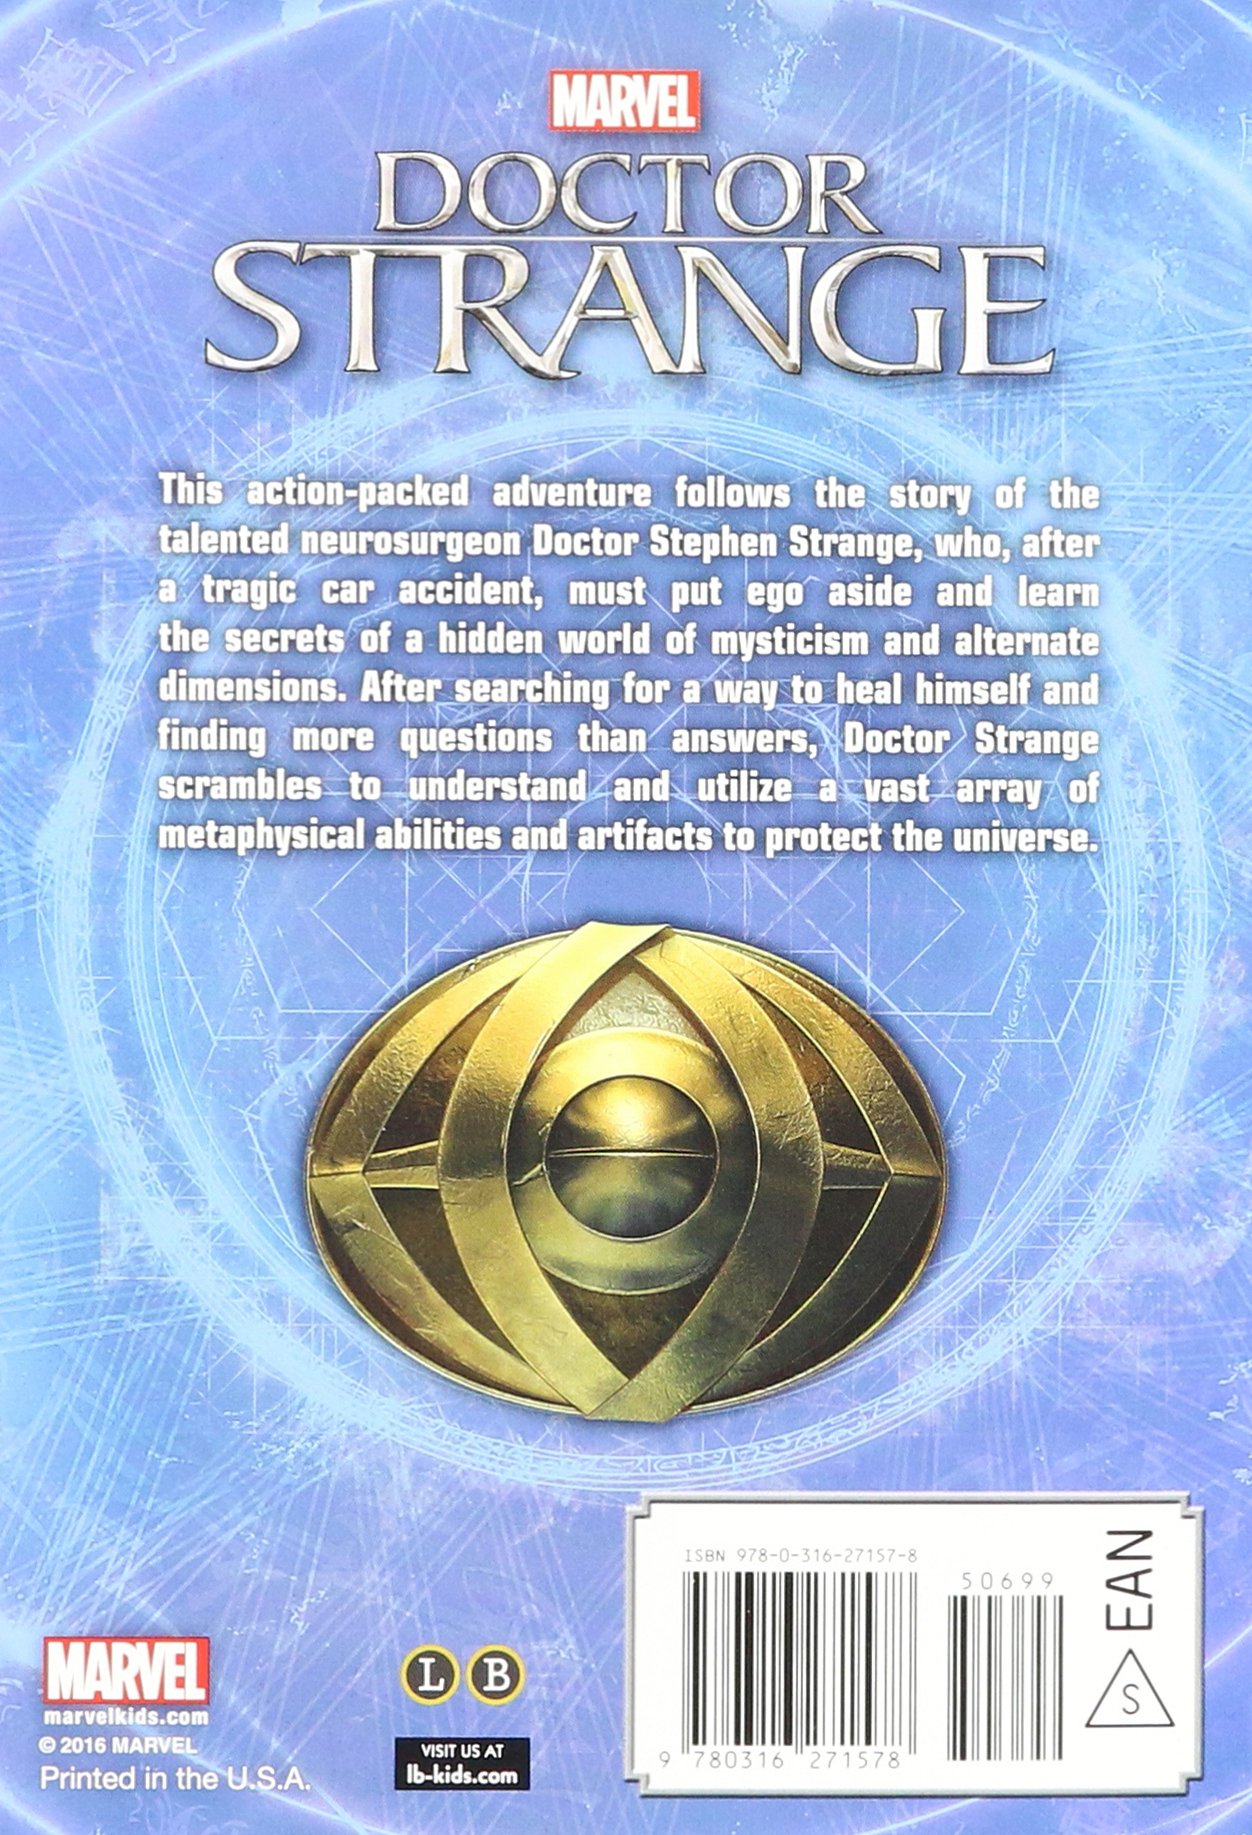 MARVEL
DOCTOR
STRANGE
This action-packed adventure follows the story of the
talented neurosurgeon Doctor Stephen Strange, who, after
a tragic car accident, must put ego aside and learn
the secrets of a hidden world of mysticism and alternate
dimensions. After searching for a way to heal himself and
finding more questions than answers, Doctor Strange
scrambles to understand and utilize a vast array of
metaphysical abilities and artifacts to protect the universe.
ISBN 978-0-316-27157-8
50699
EAN
S
9 780316 271578
MARVEL
marvelkids.com
© 2016 MARVEL
Printed in the U.S.A.
L B
VISIT US AT
lb-kids.com